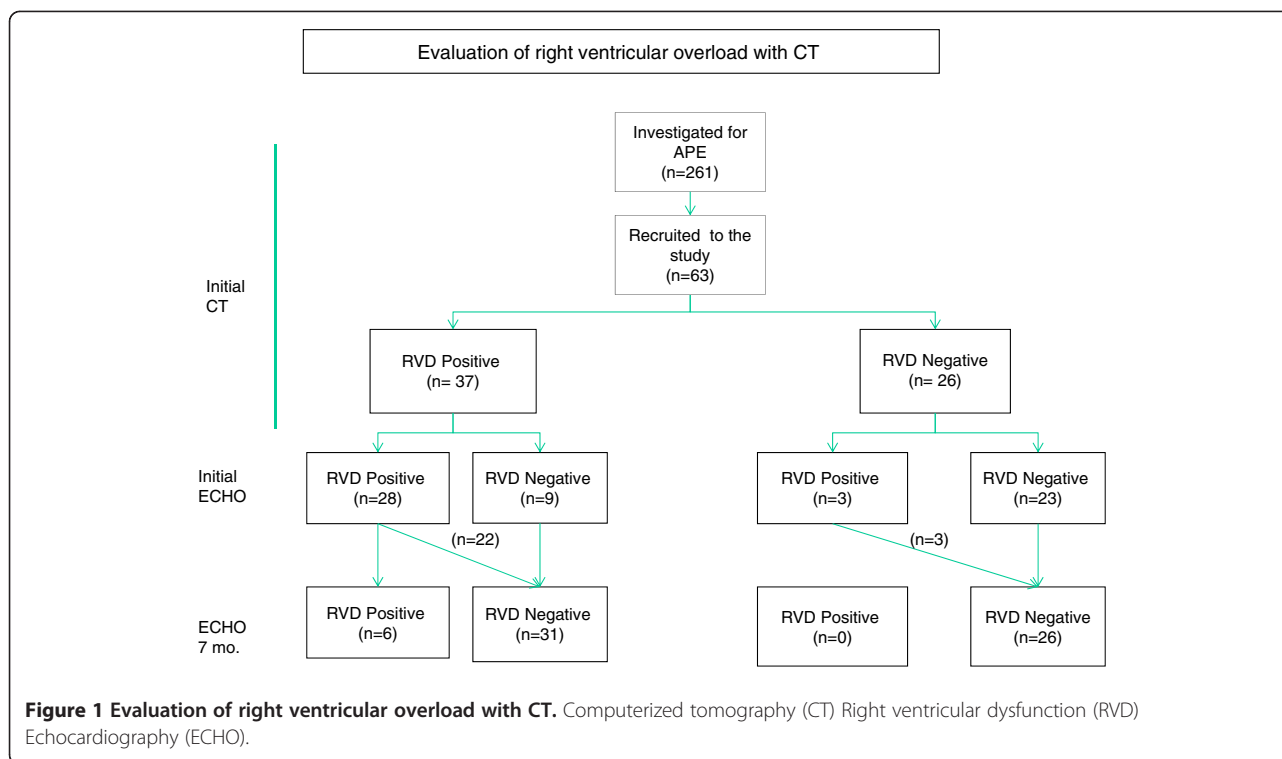 Evaluation of right ventricular overload with CT
Investigated for
APE
(n=261)
Recruited to the
study
(n=63)
Initial
CT
RVD Positive
(n= 37)
RVD Negative
(n= 26)
Initial
ECHO
RVD Positive
(n=28)
RVD Negative
(n=9)
RVD Positive
(n=3)
RVD Negative
(n=23)
(n=22)
(n=3)
ECHO
7 mo.
RVD Positive
(n=6)
RVD Negative
(n=31)
RVD Positive
(n=0)
RVD Negative
(n=26)
Figure 1 Evaluation of right ventricular overload with CT. Computerized tomography (CT) Right ventricular dysfunction (RVD)
Echocardiography (ECHO).